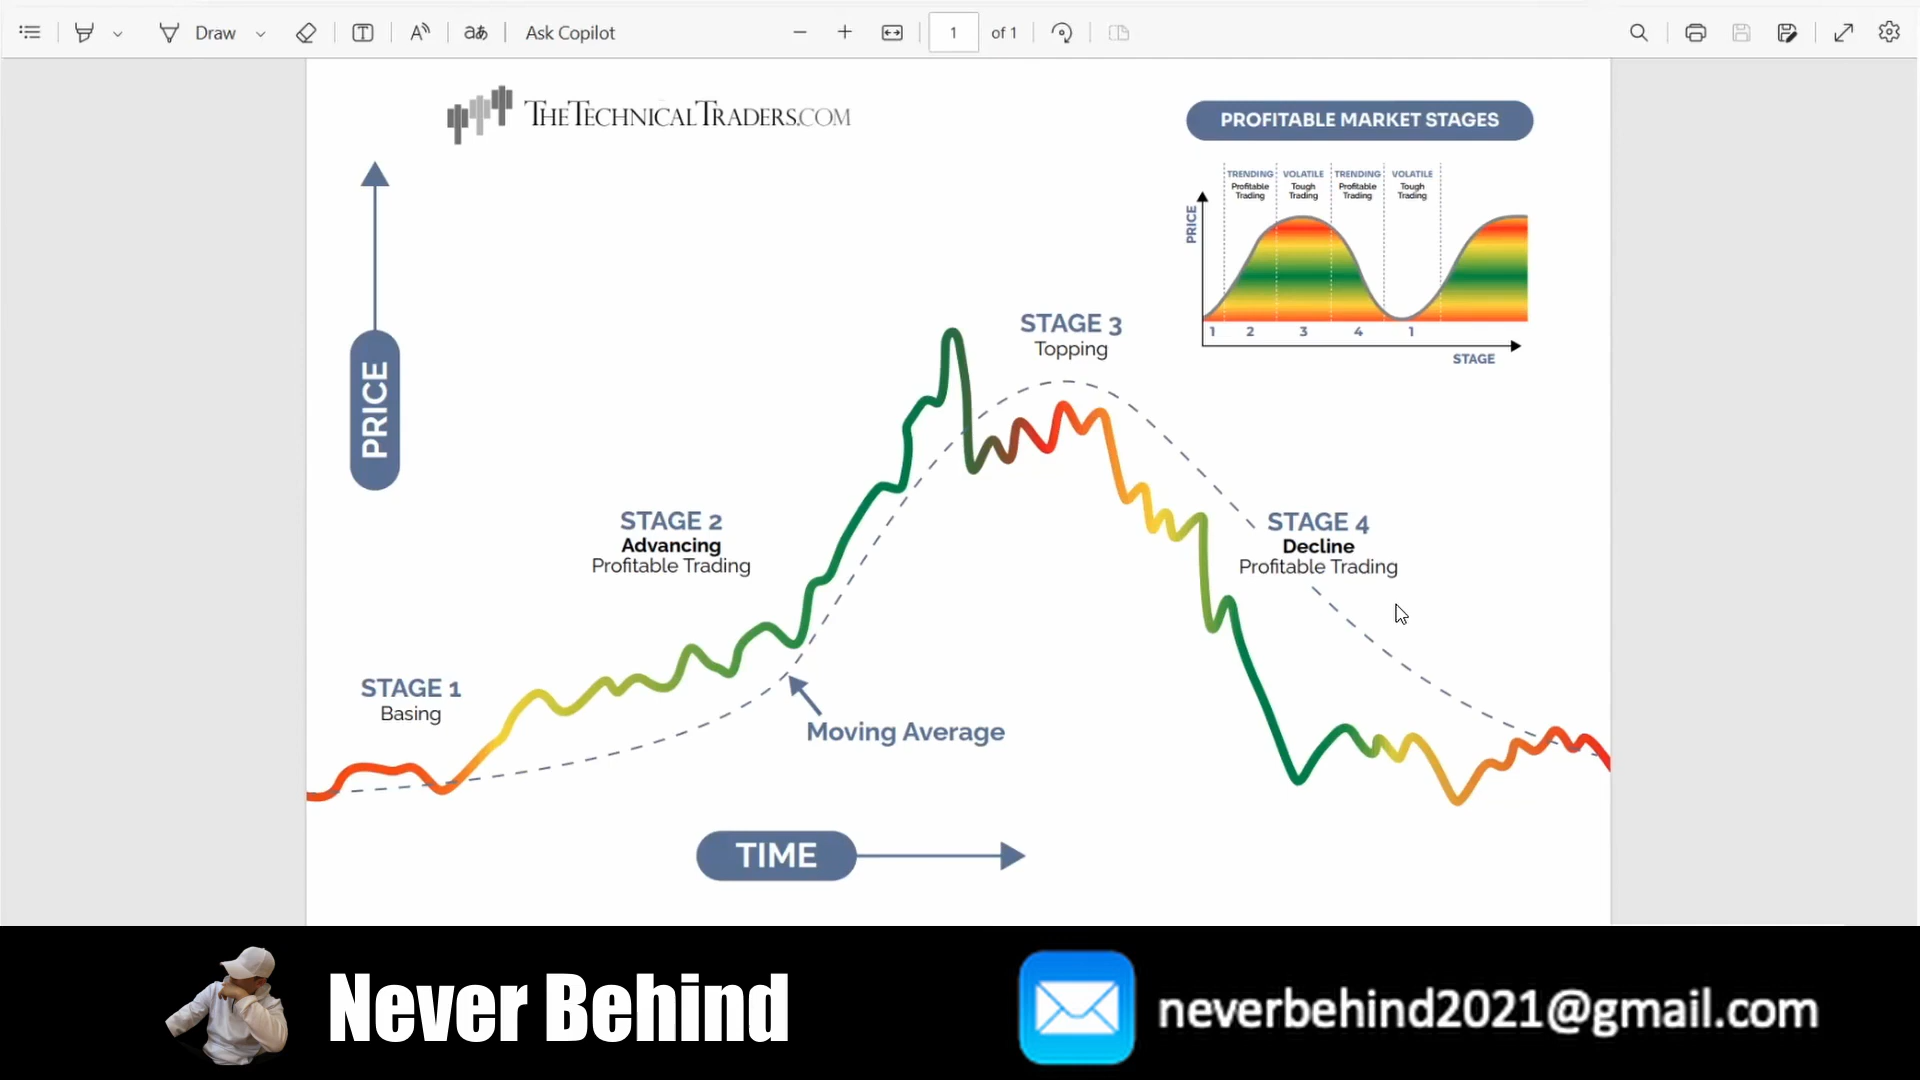 Draw
Ask Copilot
1
of 1
THETECHNICALTRADERS.COM
PROFITABLE MARKET STAGES
TRENDING VOLATILE TRENDING VOLATILE
Profitable Tough Profitable Tough
Trading Trading Trading Trading
PRICE
1 2 3 4 1
STAGE
PRICE
STAGE 3
Topping
STAGE 2
Advancing
Profitable Trading
STAGE 4
Decline
Profitable Trading
STAGE 1
Basing
Moving Average
TIME
Never Behind
neverbehind2021@gmail.com